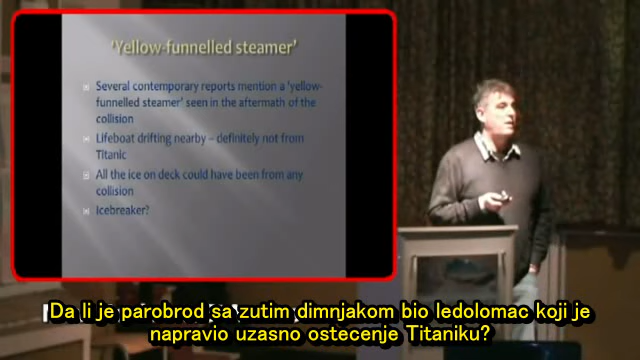 'Yellow-funnelled steamer'
Several contemporary reports mention a 'yellow-
funnelled steamer' seen in the aftermath of the
collision
Lifeboat drifting nearby – definitely not from
Titanic
All the ice on deck could have been from any
collision
Icebreaker?
Da li je parobrod sa zutim dimnjakom bio ledolomac koji je
napravio uzasno ostecenje Titaniku?